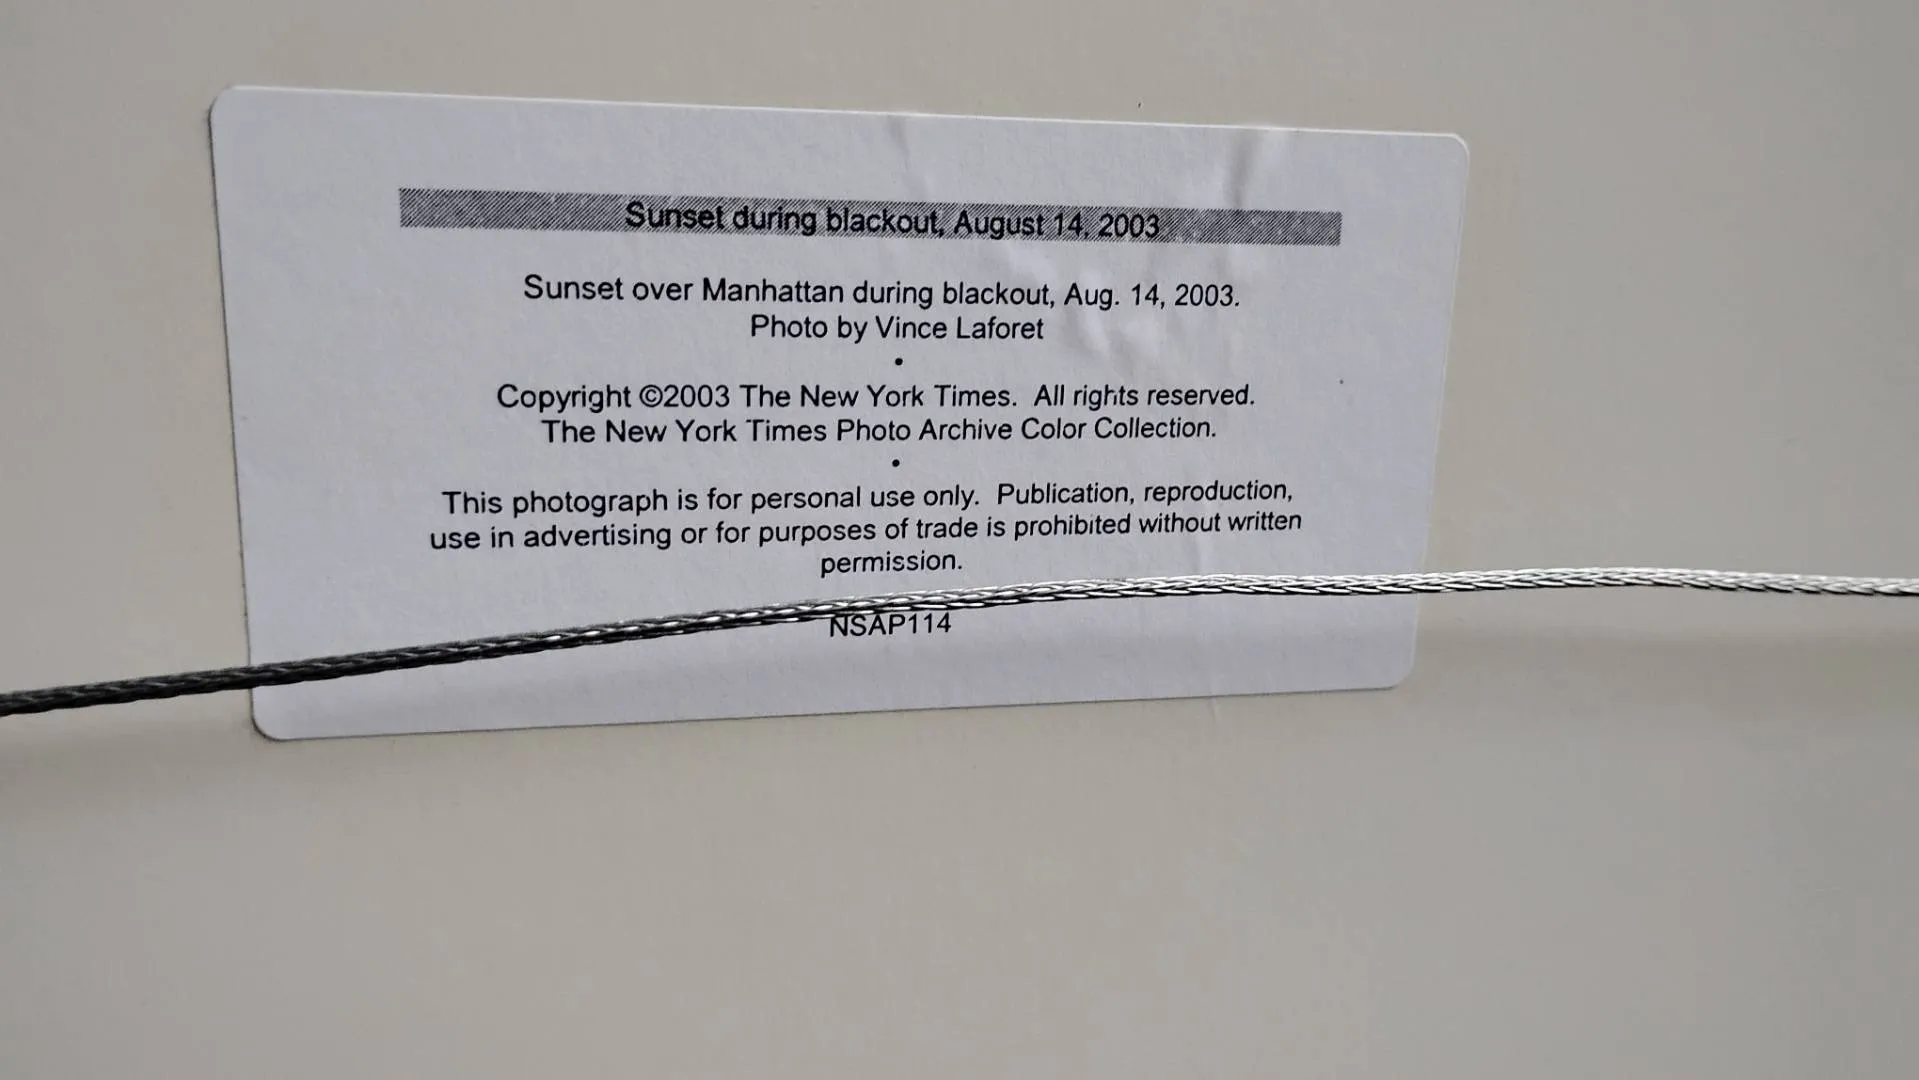 Sunset during blackout, August 14, 2003
Sunset over Manhattan during blackout, Aug. 14, 2003.
Photo by Vince Laforet
•
Copyright ©2003 The New York Times. All rights reserved.
The New York Times Photo Archive Color Collection.
•
This photograph is for personal use only. Publication, reproduction,
use in advertising or for purposes of trade is prohibited without written
permission.
NSAP114